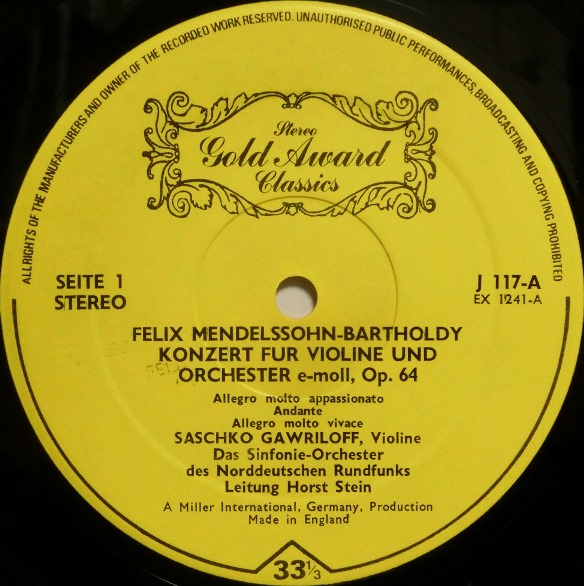 ALL RIGHTS OF THE MANUFACTURERS AND OWNER OF THE RECORDED WORK RESERVED. UNAUTHORISED PUBLIC PERFORMANCES, BROADCASTING AND COPYING PROHIBITED
Stereo
Gold Award
Classics
SEITE 1
STEREO
J 117-A
EX 1241-A
FELIX MENDELSSOHN-BARTHOLDY
KONZERT FUR VIOLINE UND
ORCHESTER e-moll, Op. 64
Allegro molto appassionato
Andante
Allegro molto vivace
SASCHKO GAWRILOFF, Violine
Das Sinfonie-Orchester
des Norddeutschen Rundfunks
Leitung Horst Stein
A Miller International, Germany, Production
Made in England
33⅓